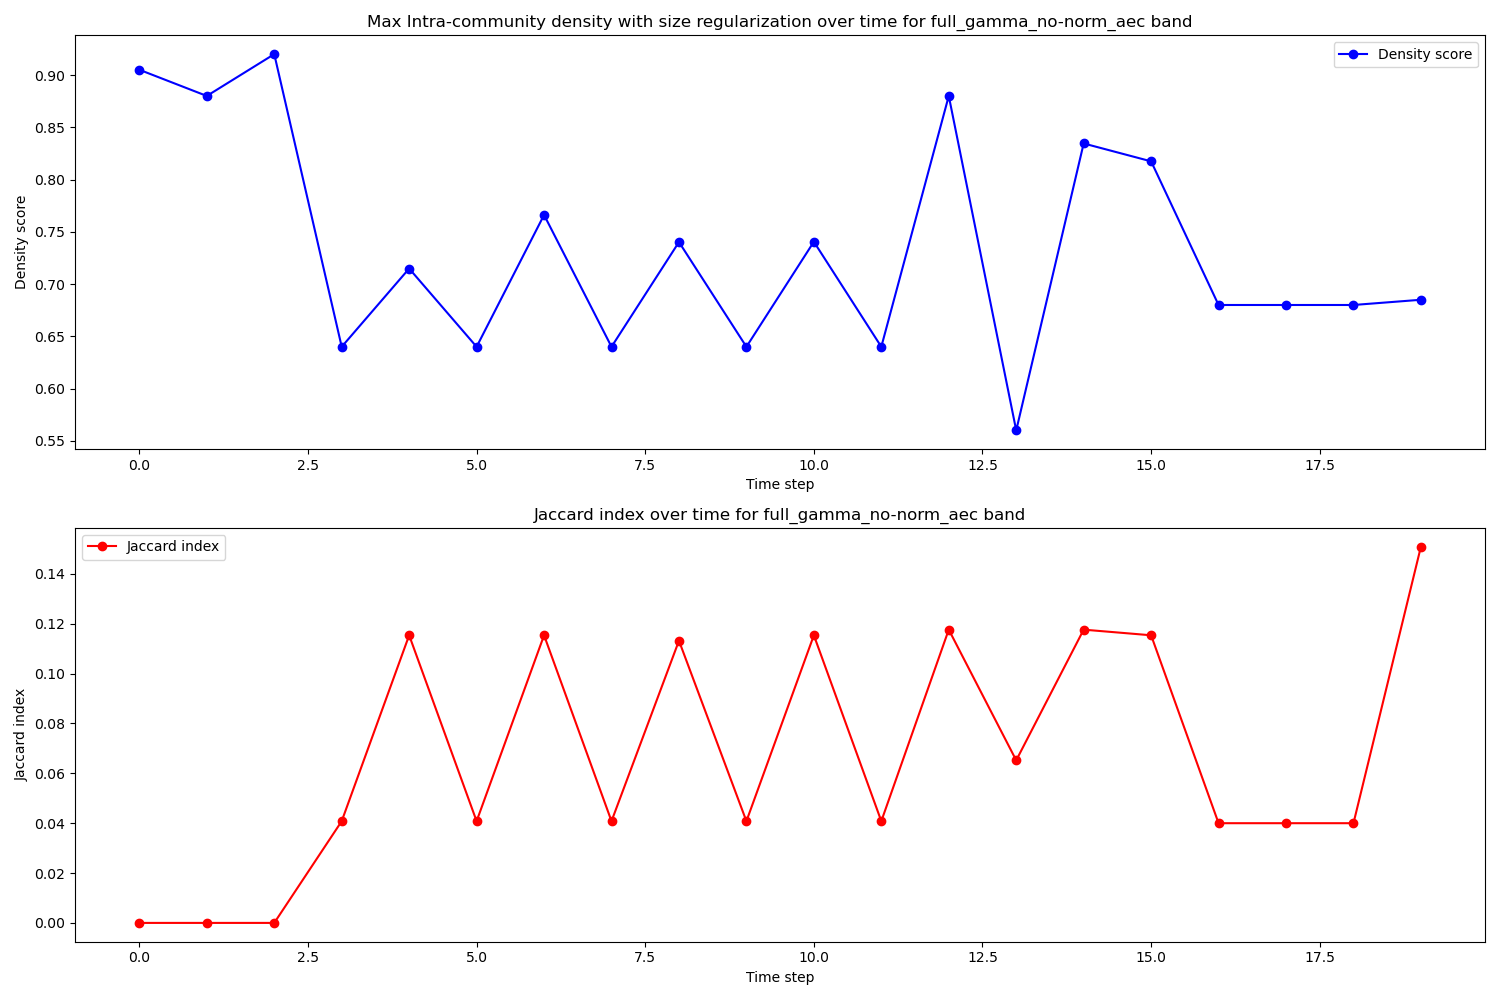 Max Intra-community density with size regularization over time for full_gamma_no-norm_aec band
Density score
0.90
0.85
0.80
0.75
0.70
0.65
0.60
0.55
Density score
0.0 2.5 5.0 7.5 10.0 12.5 15.0 17.5
Time step
Jaccard index over time for full_gamma_no-norm_aec band
Jaccard index
0.14
0.12
0.10
0.08
0.06
0.04
0.02
0.00
Jaccard index
0.0 2.5 5.0 7.5 10.0 12.5 15.0 17.5
Time step